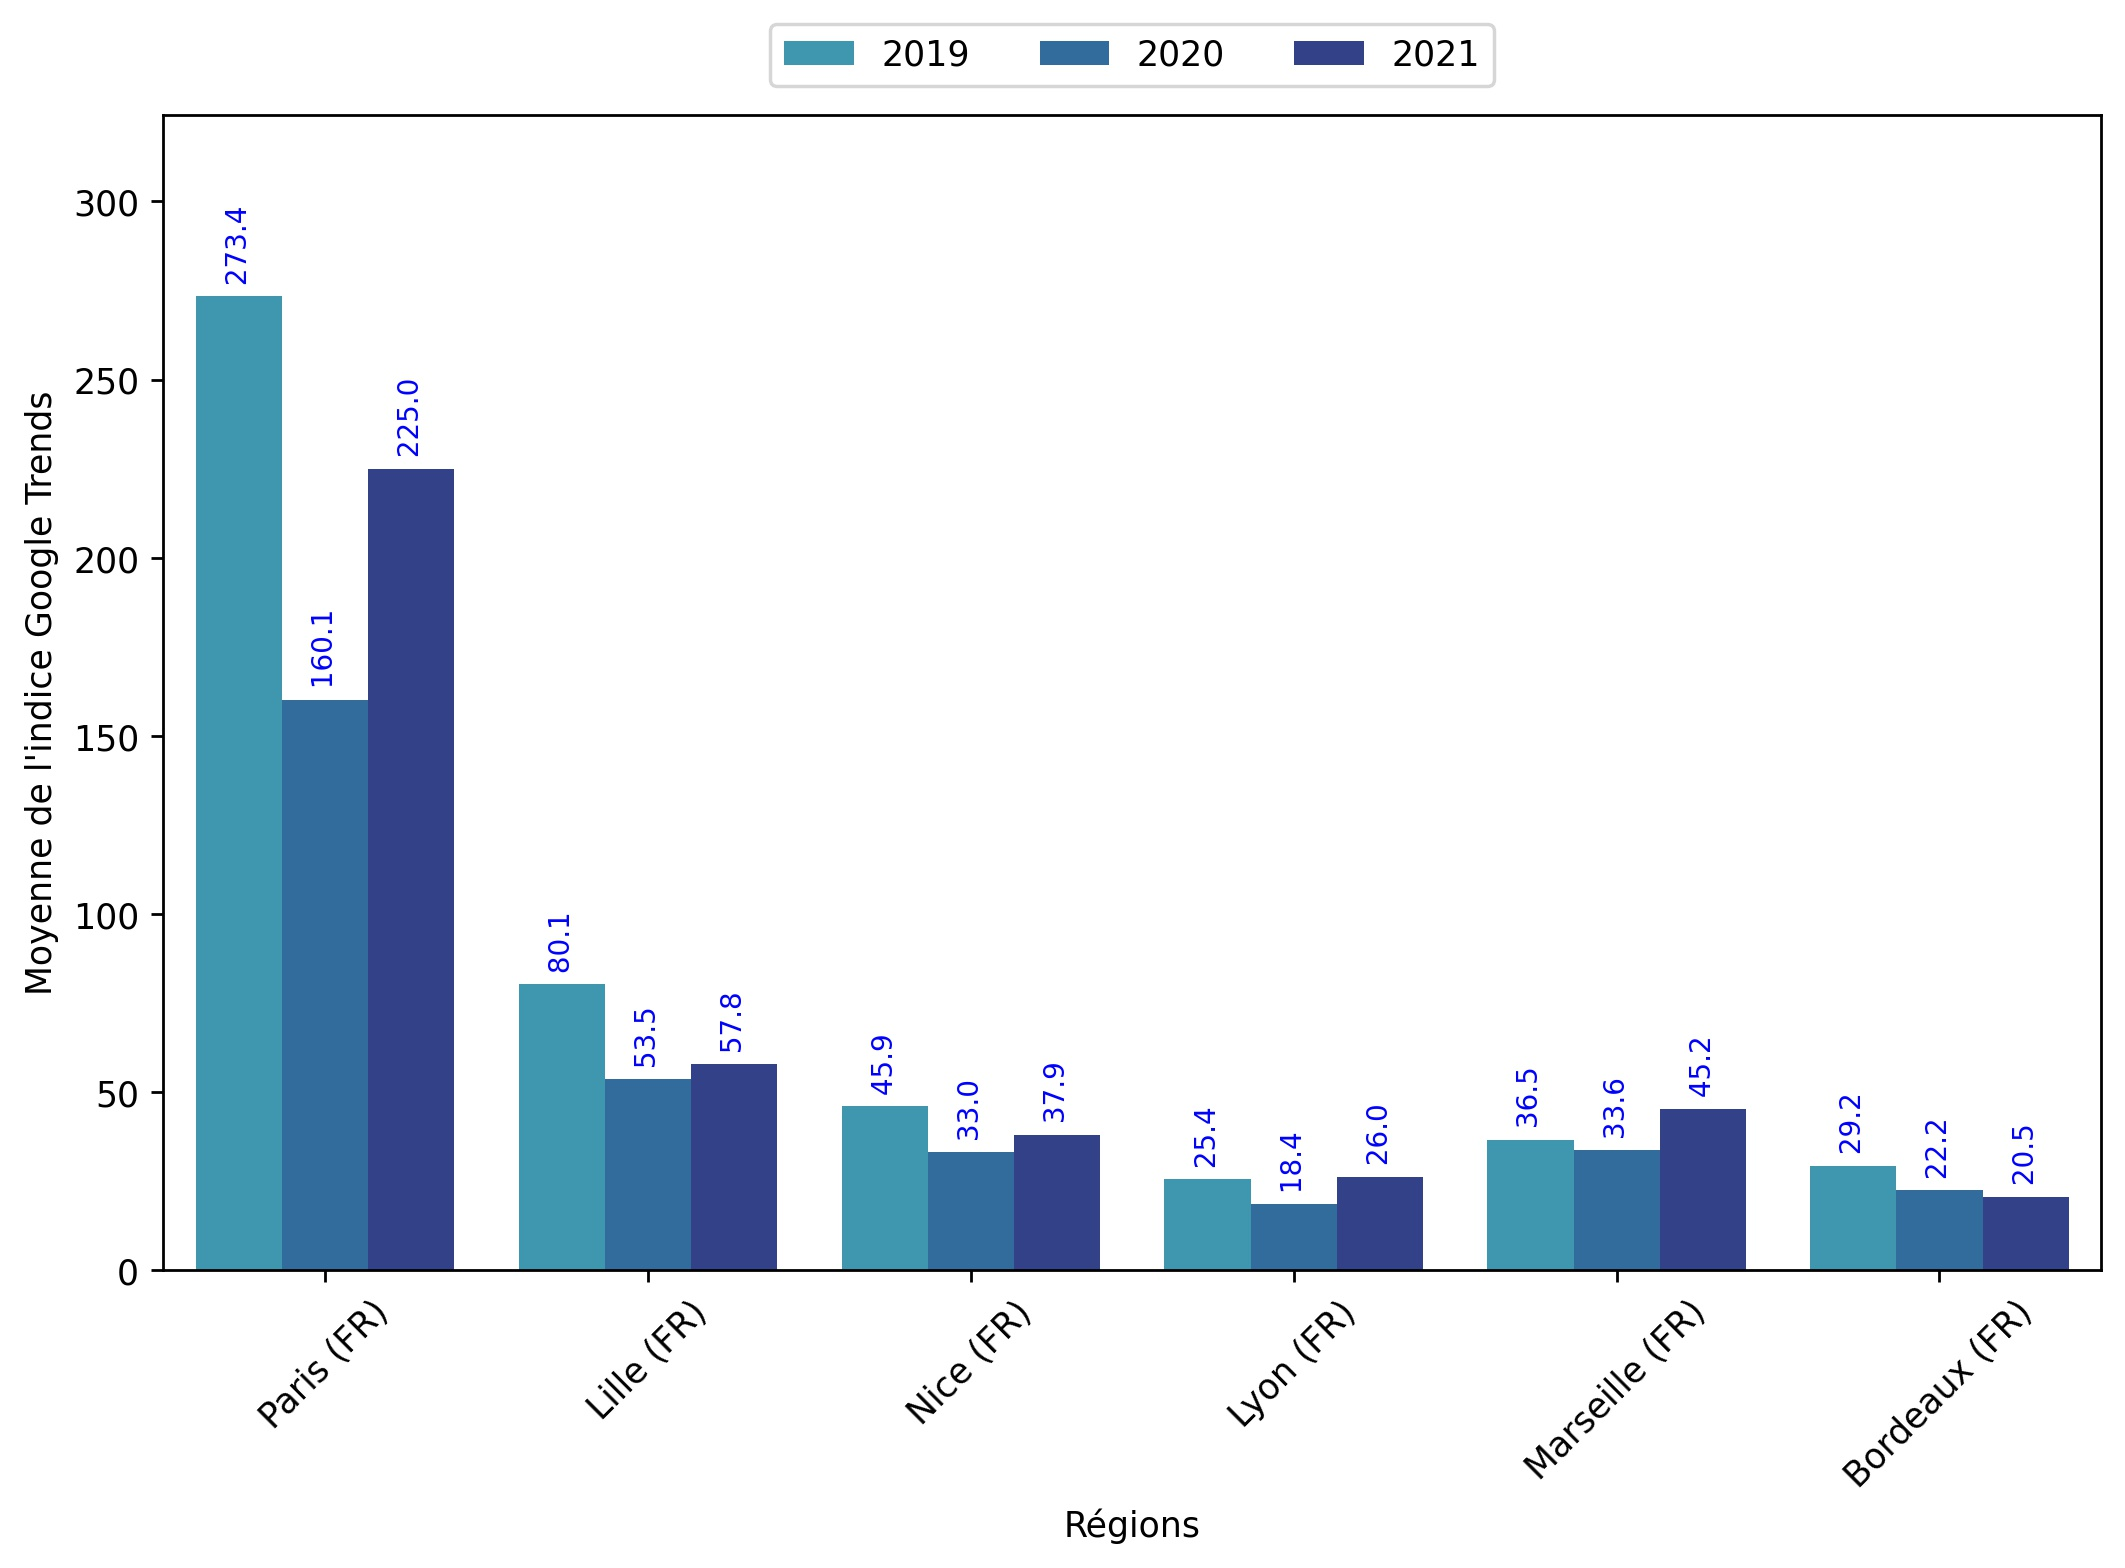 2019 2020 2021
Moyenne de l'indice Google Trends
300
250
200
150
100
50
0
273.4
160.1
225.0
80.1
53.5
57.8
45.9
33.0
37.9
25.4
18.4
26.0
36.5
33.6
45.2
29.2
22.2
20.5
Paris (FR)
Lille (FR)
Nice (FR)
Lyon (FR)
Marseille (FR)
Bordeaux (FR)
Régions